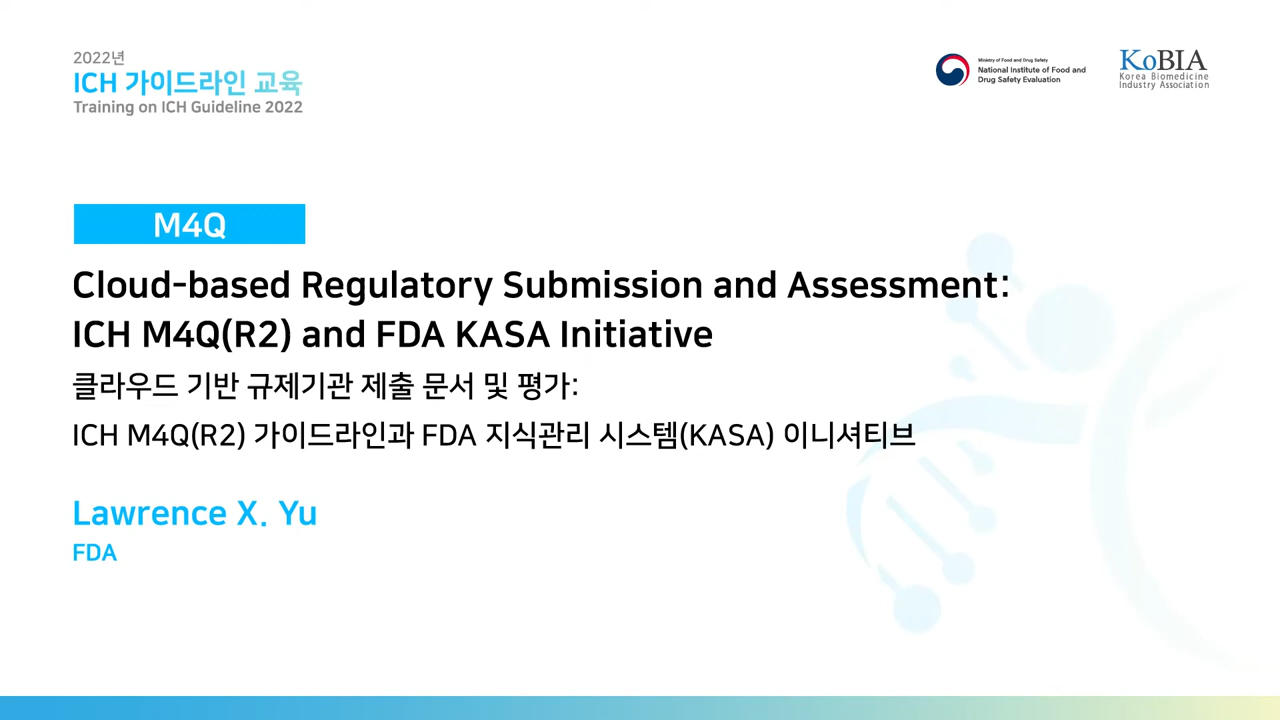 2022년
ICH 가이드라인 교육
Training on ICH Guideline 2022
Ministry of Food and Drug Safety
National Institute of Food and
Drug Safety Evaluation
KoBIA
Korea Biomedicine
Industry Association
M4Q
Cloud-based Regulatory Submission and Assessment:
ICH M4Q(R2) and FDA KASA Initiative
클라우드 기반 규제기관 제출 문서 및 평가:
ICH M4Q(R2) 가이드라인과 FDA 지식관리 시스템(KASA) 이니셔티브
Lawrence X. Yu
FDA